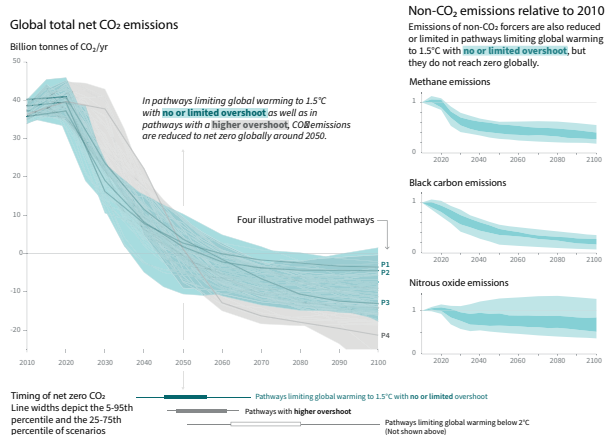 Global total net CO₂ emissions
Billion tonnes of CO₂/yr
50
40
30
20
10
0
-10
-20
2010
2020
2030
2040
2050
2060
2070
2080
2090
2100
In pathways limiting global warming to 1.5°C
with no or limited overshoot as well as in
pathways with a higher overshoot, CO2 emissions
are reduced to net zero globally around 2050.
Four illustrative model pathways
P1
P2
P3
P4
Timing of net zero CO₂
Line widths depict the 5-95th
percentile and the 25-75th
percentile of scenarios
Pathways limiting global warming to 1.5°C with no or limited overshoot
Pathways with higher overshoot
Pathways limiting global warming below 2°C
(Not shown above)
Non-CO₂ emissions relative to 2010
Emissions of non-CO₂ forcers are also reduced
or limited in pathways limiting global warming
to 1.5°C with no or limited overshoot, but
they do not reach zero globally.
Methane emissions
1
0
2020
2040
2060
2080
2100
Black carbon emissions
1
0
2020
2040
2060
2080
2100
Nitrous oxide emissions
1
0
2020
2040
2060
2080
2100